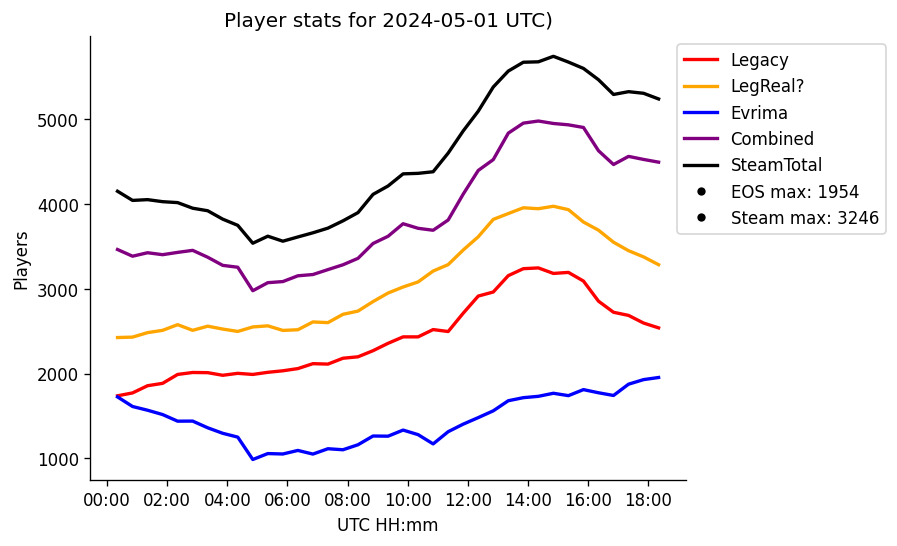 Player stats for 2024-05-01 UTC)
Legacy
LegReal?
Evrima
Combined
SteamTotal
EOS max: 1954
Steam max: 3246
Players
5000
4000
3000
2000
1000
00:00 02:00 04:00 06:00 08:00 10:00 12:00 14:00 16:00 18:00
UTC HH:mm